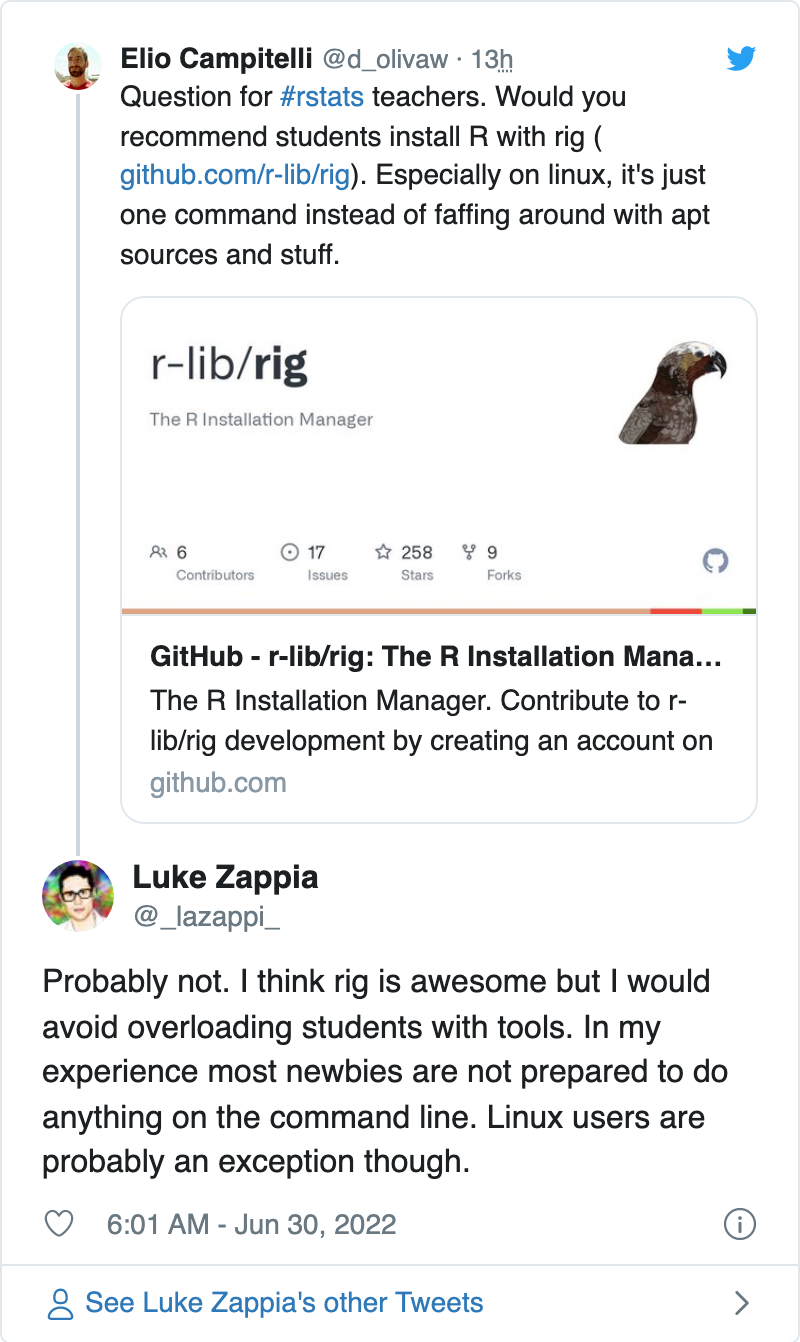 Elio Campitelli @d_olivaw · 13h
Question for #rstats teachers. Would you
recommend students install R with rig (
github.com/r-lib/rig). Especially on linux, it's just
one command instead of faffing around with apt
sources and stuff.
r-lib/rig
The R Installation Manager
6 17 258 9
Contributors Issues Stars Forks
GitHub - r-lib/rig: The R Installation Mana...
The R Installation Manager. Contribute to r-
lib/rig development by creating an account on
github.com
Luke Zappia
@_lazappi_
Probably not. I think rig is awesome but I would
avoid overloading students with tools. In my
experience most newbies are not prepared to do
anything on the command line. Linux users are
probably an exception though.
6:01 AM - Jun 30, 2022
See Luke Zappia's other Tweets